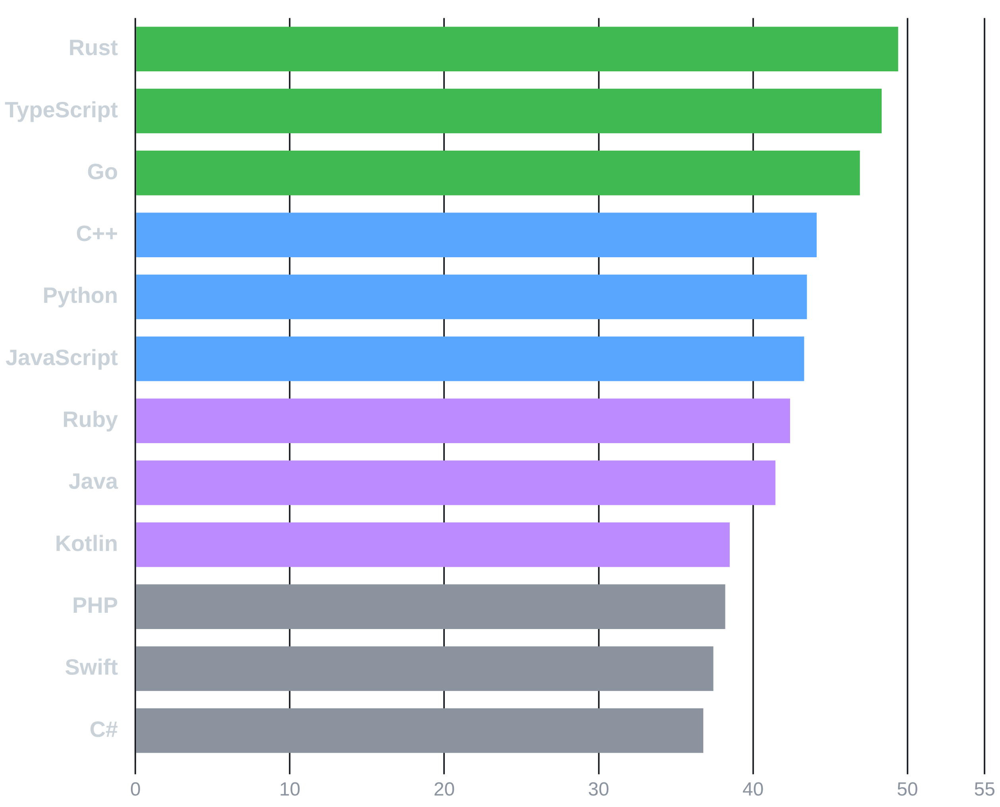 Rust
TypeScript
Go
C++
Python
JavaScript
Ruby
Java
Kotlin
PHP
Swift
C#
0 10 20 30 40 50 55